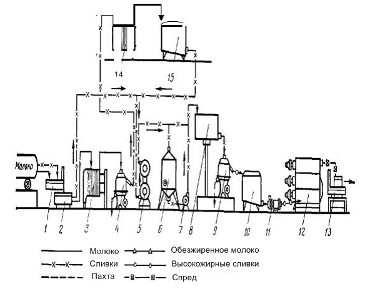 14
15
Молоко
1 2 3 4 5 6 7 8 9 10 11 12 13
Молоко Обезжиренное молоко
Сливки Высокожирные сливки
Пахта Спред